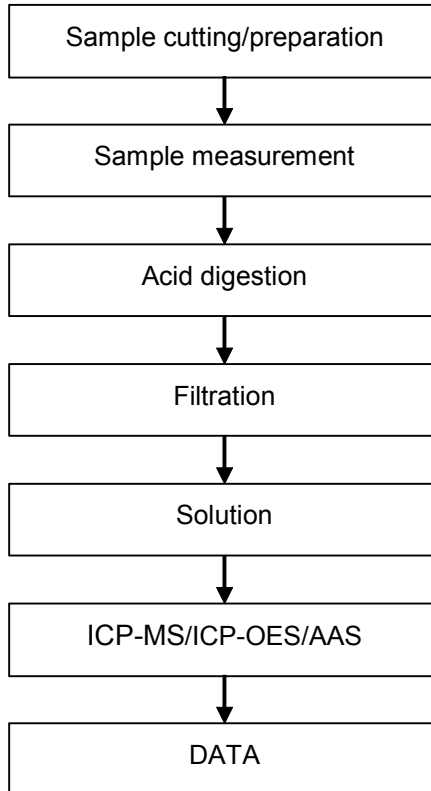 Sample cutting/preparation
Sample measurement
Acid digestion
Filtration
Solution
ICP-MS/ICP-OES/AAS
DATA